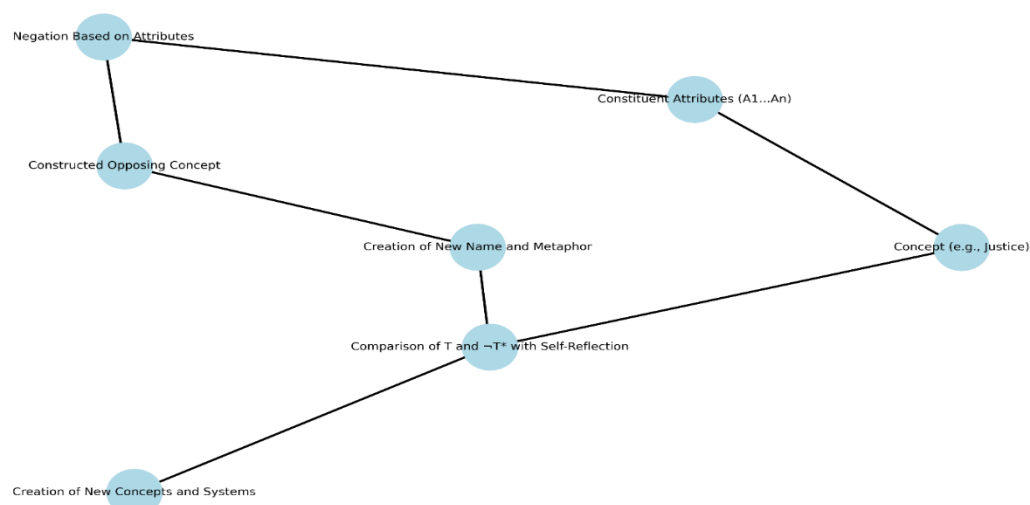 Negation Based on Attributes
Constituent Attributes (A1...An)
Constructed Opposing Concept
Creation of New Name and Metaphor
Concept (e.g., Justice)
Comparison of T and ¬T* with Self-Reflection
Creation of New Concepts and Systems